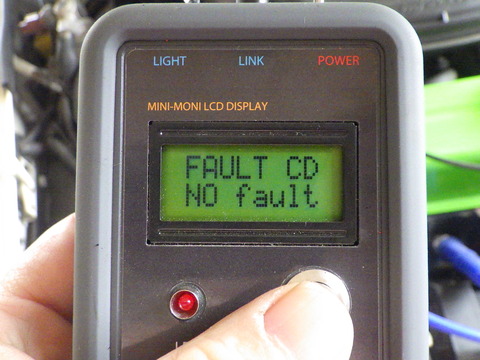 LIGHT LINK POWER
MINI-MONI LCD DISPLAY
FAULT CD
NO fault